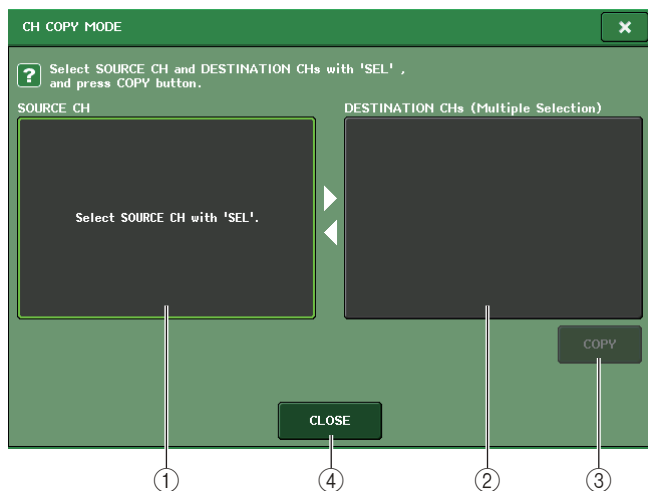 CH COPY MODE
×
? Select SOURCE CH and DESTINATION CHs with 'SEL' ,
and press COPY button.
SOURCE CH
DESTINATION CHs (Multiple Selection)
Select SOURCE CH with 'SEL'.
COPY
CLOSE
① ④ ② ③